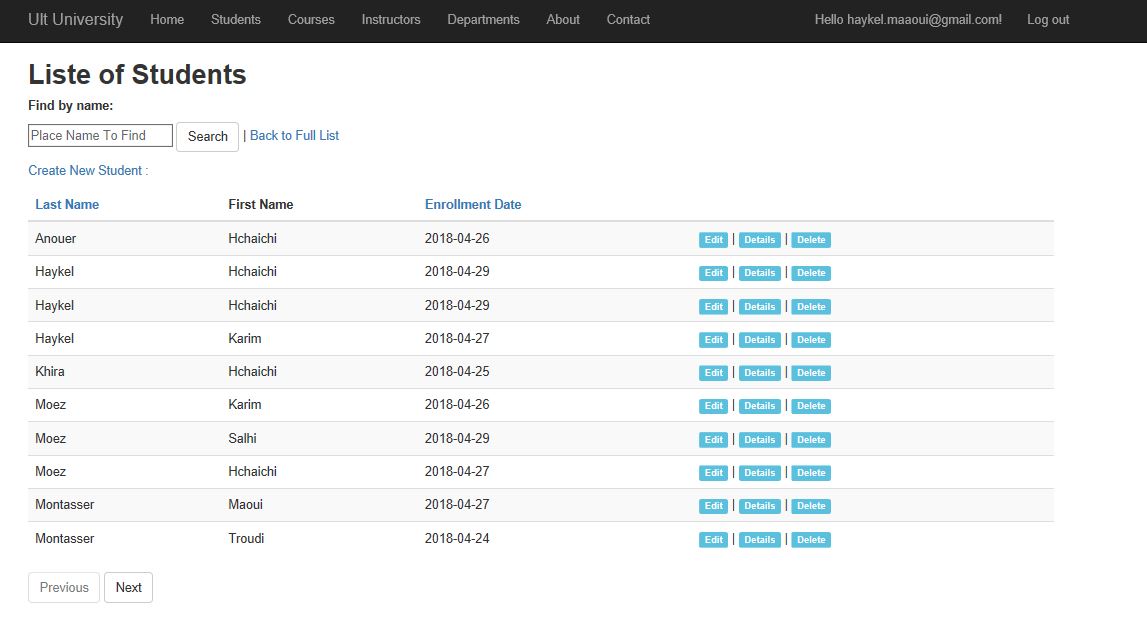 Ult University Home Students Courses Instructors Departments About Contact Hello haykel.maaoui@gmail.com! Log out
Liste of Students
Find by name:
Place Name To Find Search | Back to Full List
Create New Student :
Last Name First Name Enrollment Date
Anouer Hchaichi 2018-04-26 Edit | Details | Delete
Haykel Hchaichi 2018-04-29 Edit | Details | Delete
Haykel Hchaichi 2018-04-29 Edit | Details | Delete
Haykel Karim 2018-04-27 Edit | Details | Delete
Khira Hchaichi 2018-04-25 Edit | Details | Delete
Moez Karim 2018-04-26 Edit | Details | Delete
Moez Salhi 2018-04-29 Edit | Details | Delete
Moez Hchaichi 2018-04-27 Edit | Details | Delete
Montasser Maoui 2018-04-27 Edit | Details | Delete
Montasser Troudi 2018-04-24 Edit | Details | Delete
Previous Next